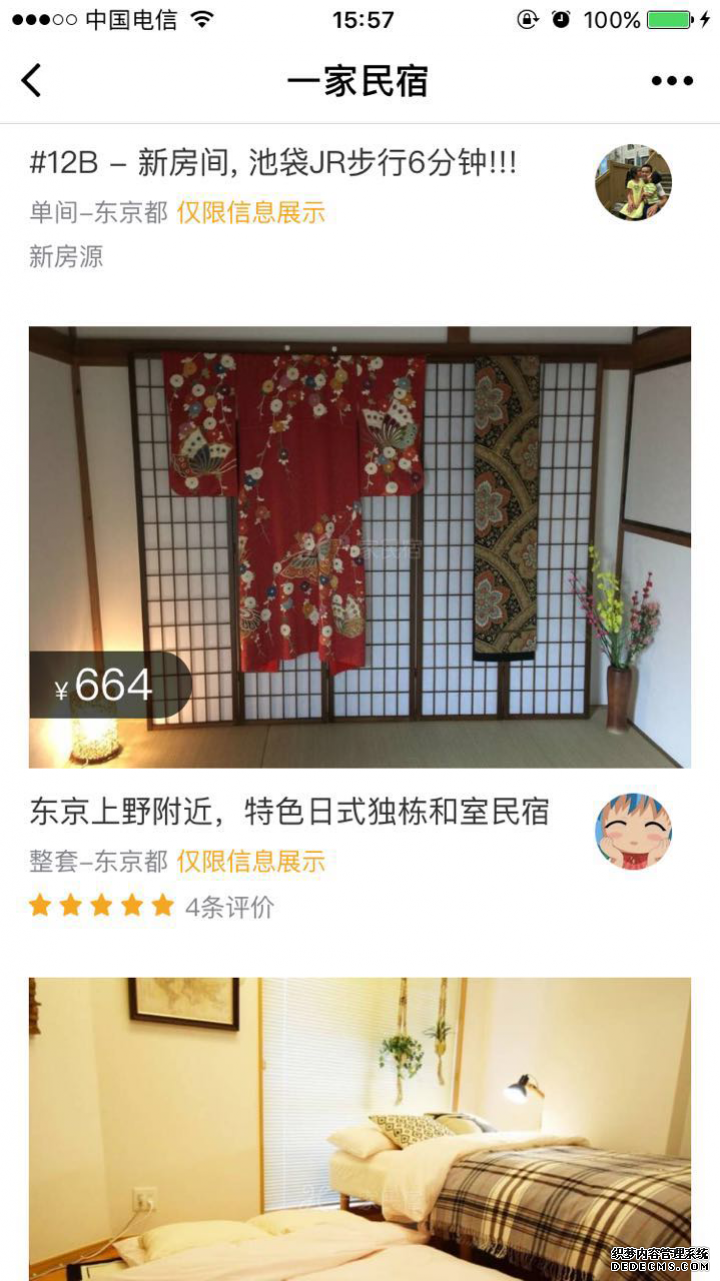 中国电信 15:57 100%
一家民宿
#12B – 新房间, 池袋JR步行6分钟!!!
单间–东京都 仅限信息展示
新房源
¥664
东京上野附近，特色日式独栋和室民宿
整套–东京都 仅限信息展示
4条评价
织梦内容管理系统
DEDECMS.COM